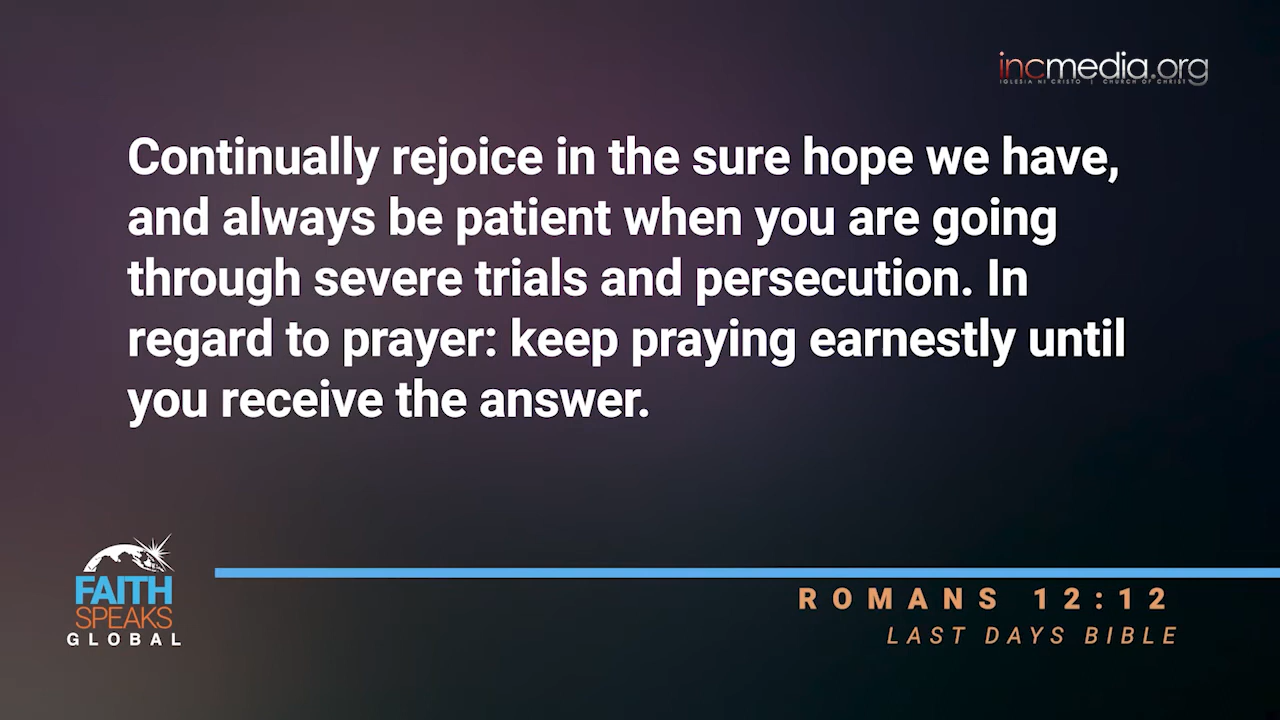 incmedia.org
IGLESIA NI CRISTO | CHURCH OF CHRIST
Continually rejoice in the sure hope we have,
and always be patient when you are going
through severe trials and persecution. In
regard to prayer: keep praying earnestly until
you receive the answer.
FAITH
SPEAKS
GLOBAL
ROMANS 12:12
LAST DAYS BIBLE